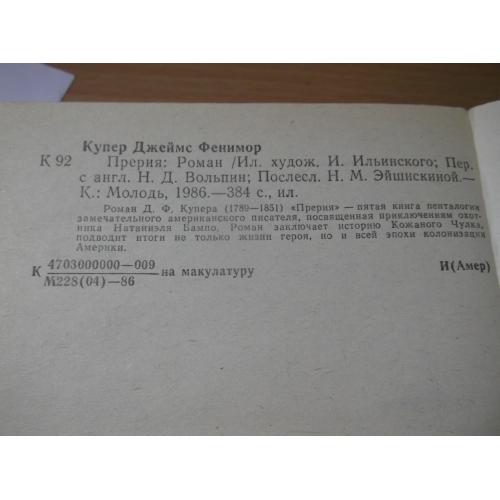 Купер Джеймс Фенимор
К 92 Прерия: Роман /Ил. худож. И. Ильинского; Пер.
с англ. Н. Д. Вольпин; Послесл. Н. М. Эйшискиной.—
К.: Молодь, 1986.—384 с., ил.
Роман Д. Ф. Купера (1789—1851) «Прерия» — пятая книга пенталогии
замечательного американского писателя, посвященная приключениям охот-
ника Натаниэля Бампо. Роман заключает историю Кожаного Чулка,
подводит итоги не только жизни героя, но и всей эпохи колонизации
Америки.
К 4703000000—009 на макулатуру И(Амер)
М228(04)—86